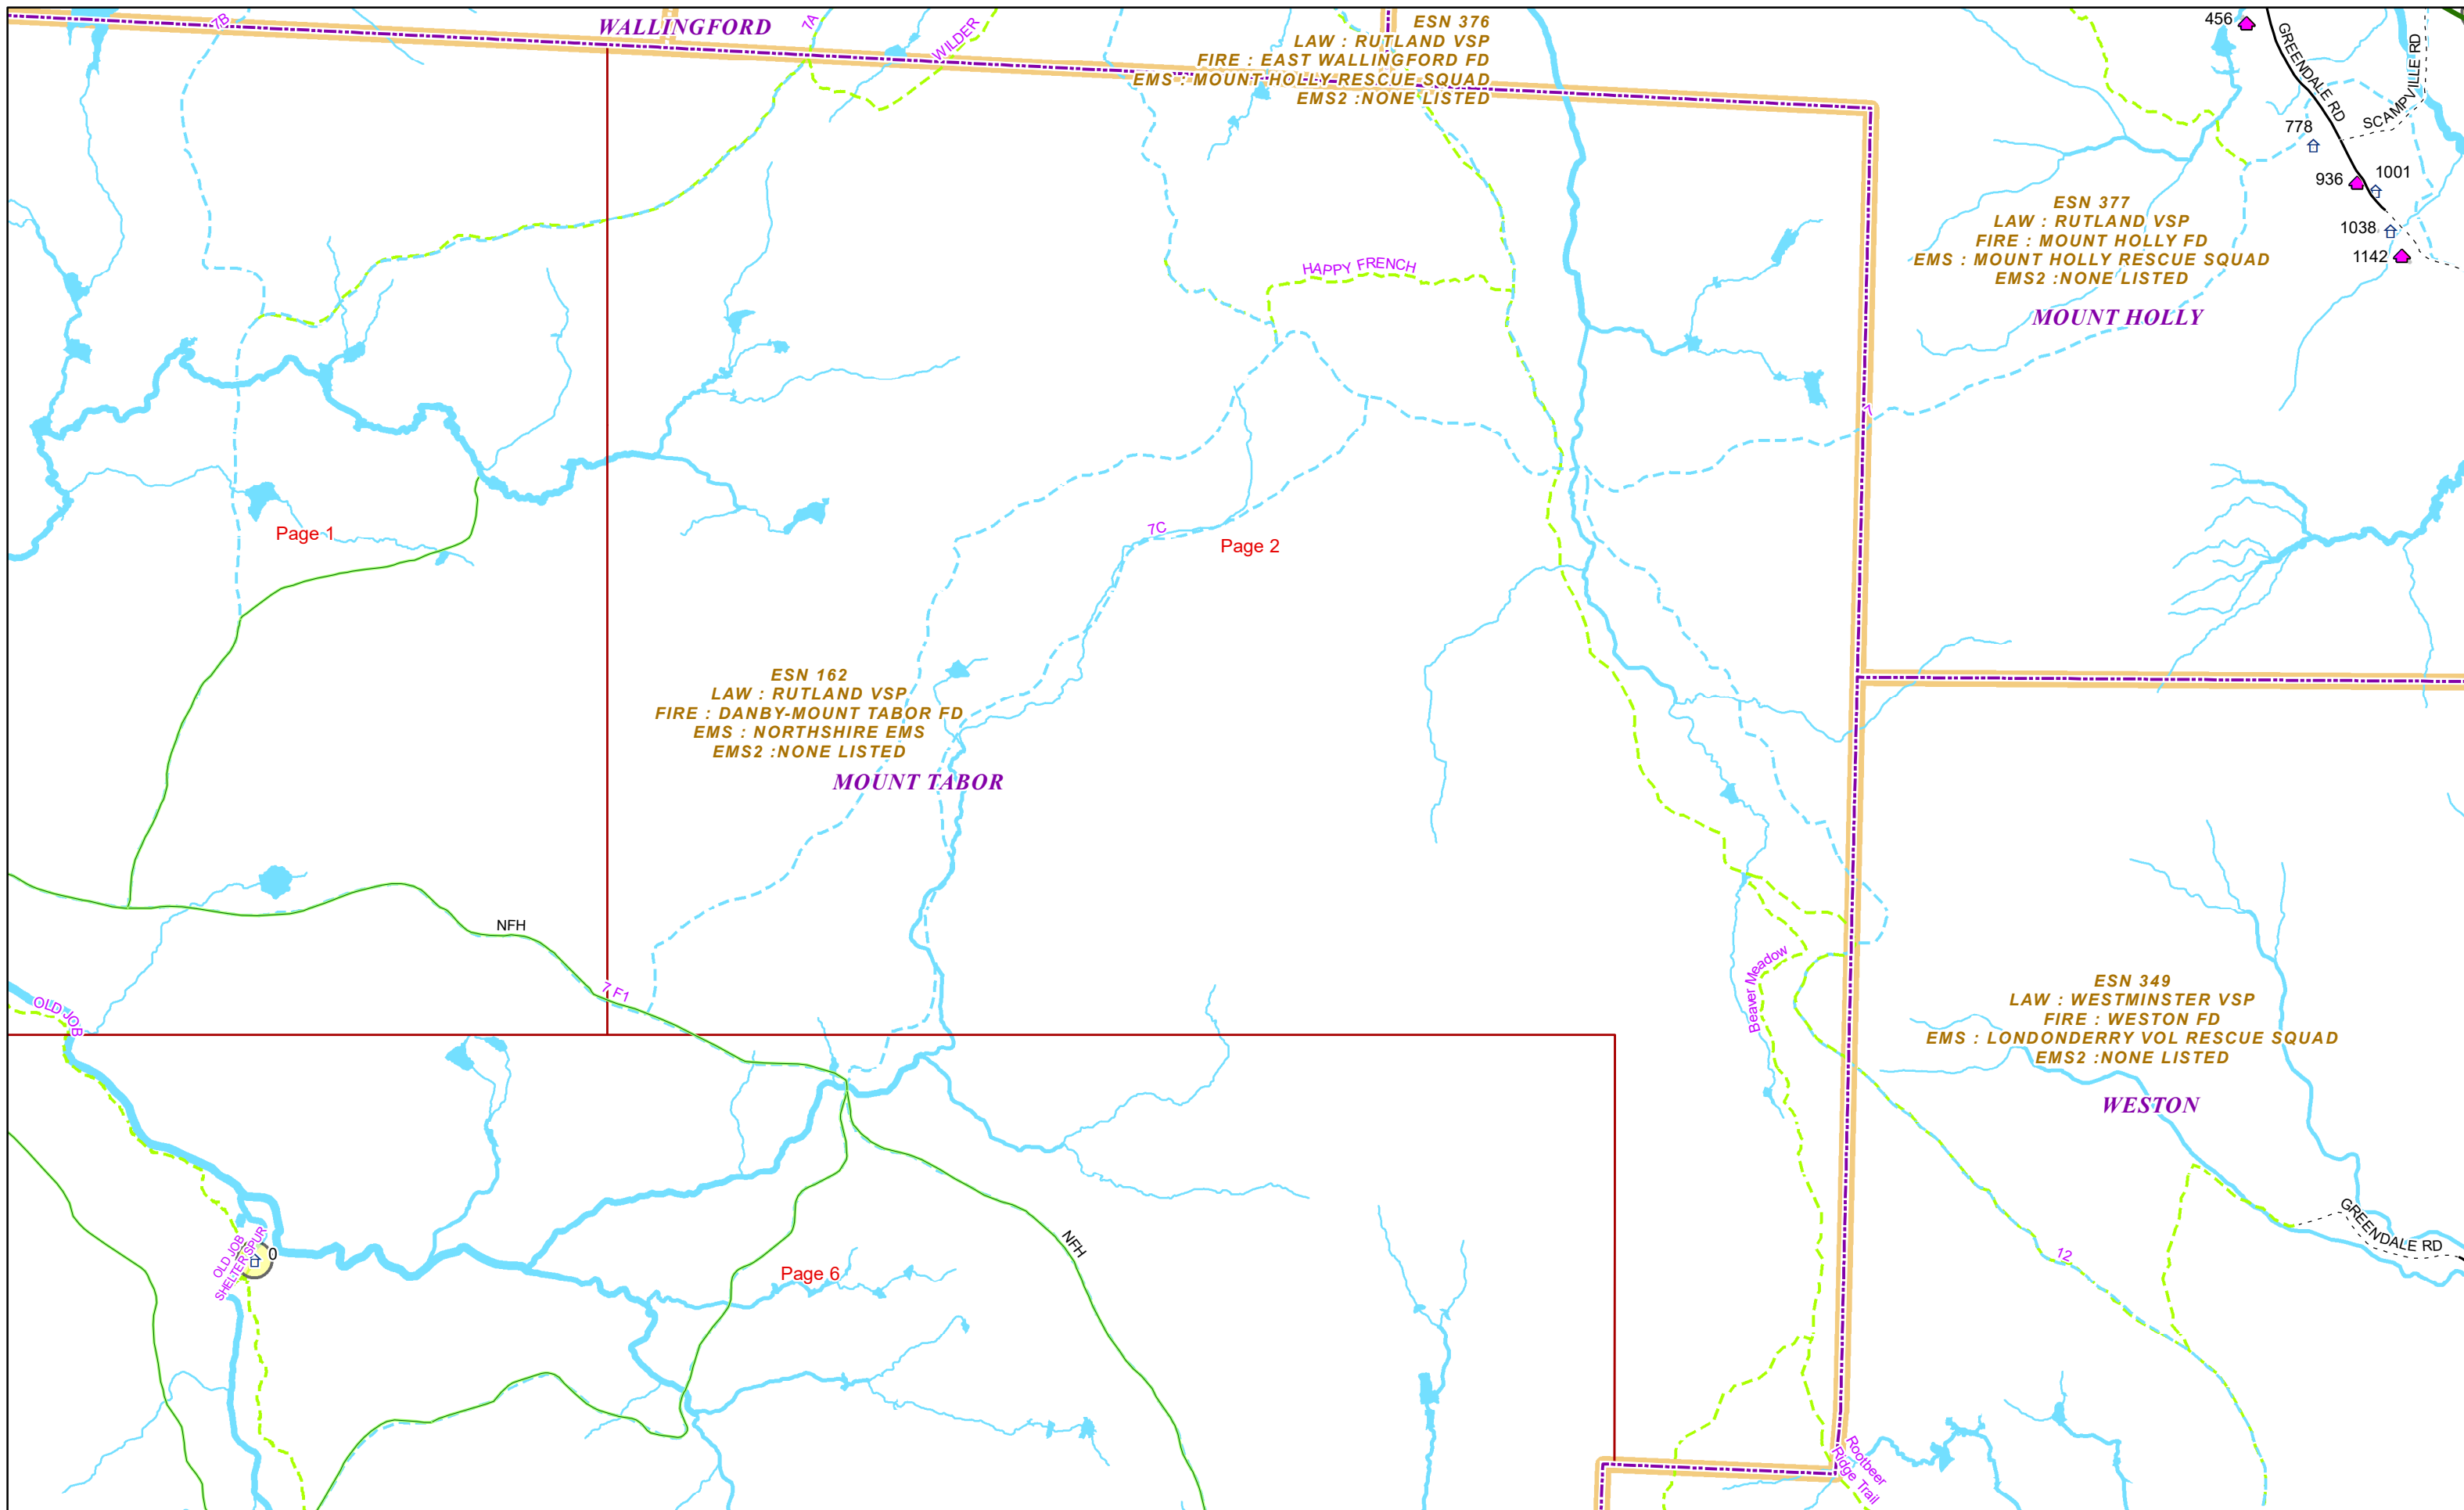 7B
WALLINGFORD
7A
WILDER
ESN 376
LAW : RUTLAND VSP
FIRE : EAST WALLINGFORD FD
EMS : MOUNT HOLLY RESCUE SQUAD
EMS2 :NONE LISTED
456
GREENDALE RD
SCAMPVILLE RD
778
936
1001
1038
1142
ESN 377
LAW : RUTLAND VSP
FIRE : MOUNT HOLLY FD
EMS : MOUNT HOLLY RESCUE SQUAD
EMS2 :NONE LISTED
MOUNT HOLLY
HAPPY FRENCH
7
Page 1
7C
Page 2
ESN 162
LAW : RUTLAND VSP
FIRE : DANBY-MOUNT TABOR FD
EMS : NORTHSHIRE EMS
EMS2 :NONE LISTED
MOUNT TABOR
NFH
7 F1
OLD JOB
Beaver Meadow
ESN 349
LAW : WESTMINSTER VSP
FIRE : WESTON FD
EMS : LONDONDERRY VOL RESCUE SQUAD
EMS2 :NONE LISTED
WESTON
OLD JOB
SHELTER SPUR
0
NFH
Page 6
12
GREENDALE RD
Rootbeer
Ridge Trail